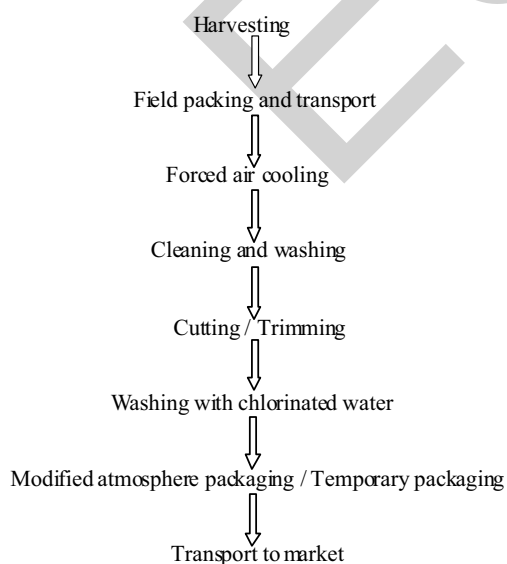 Harvesting
Field packing and transport
Forced air cooling
Cleaning and washing
Cutting / Trimming
Washing with chlorinated water
Modified atmosphere packaging / Temporary packaging
Transport to market